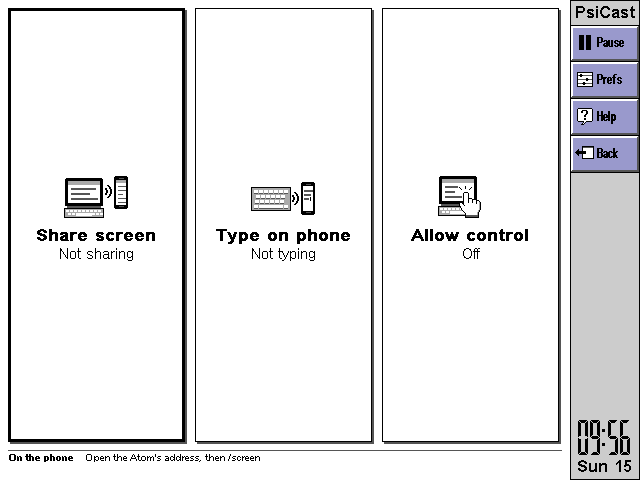 PsiCast
Pause
Prefs
Help
Back
Share screen
Not sharing
Type on phone
Not typing
Allow control
Off
On the phone Open the Atom's address, then /screen
09:56
Sun 15